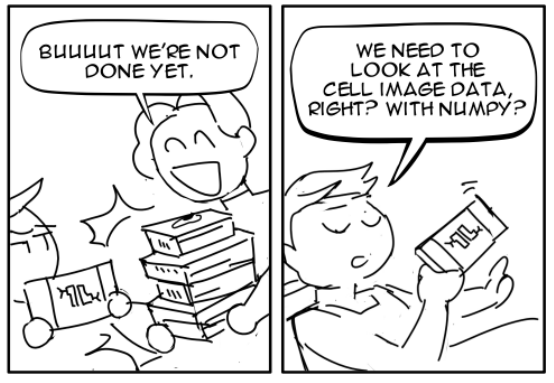 BUUUUT WE'RE NOT
DONE YET.
WE NEED TO
LOOK AT THE
CELL IMAGE DATA,
RIGHT? WITH NUMPY?